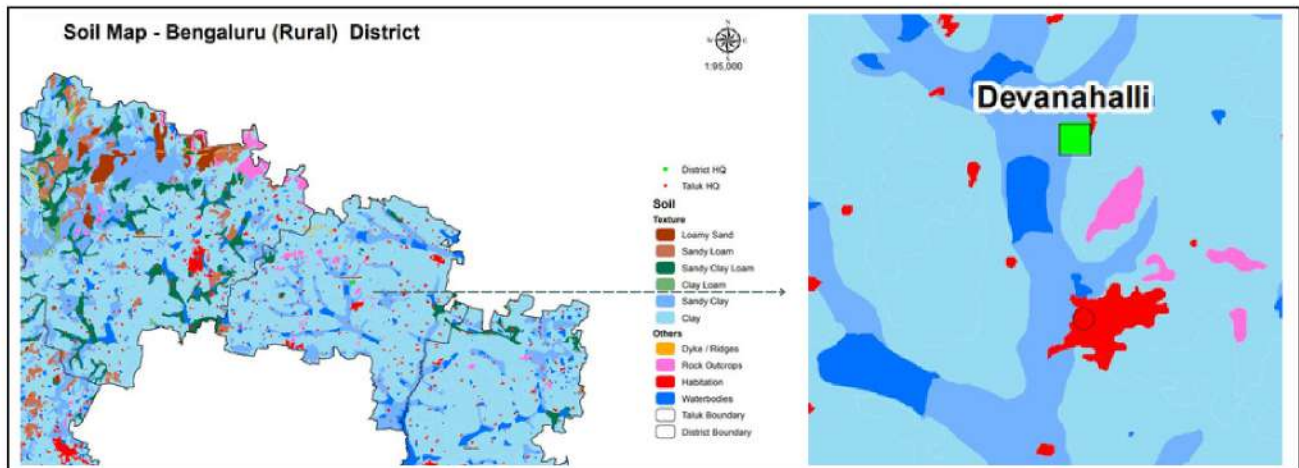 Soil Map - Bengaluru (Rural) District
N
W
E
S
1:95,000
District HQ
Taluk HQ
Soil
Texture
Loamy Sand
Sandy Loam
Sandy Clay Loam
Clay Loam
Sandy Clay
Clay
Others
Dyke / Ridges
Rock Outcrops
Habitation
Waterbodies
Taluk Boundary
District Boundary
Devanahalli